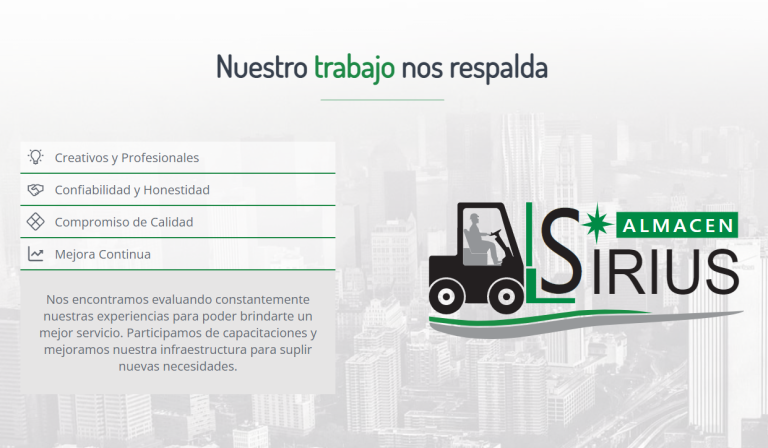 Nuestro trabajo nos respalda
Creativos y Profesionales
Confiabilidad y Honestidad
Compromiso de Calidad
Mejora Continua
Nos encontramos evaluando constantemente
nuestras experiencias para poder brindarte un
mejor servicio. Participamos de capacitaciones y
mejoramos nuestra infraestructura para suplir
nuevas necesidades.
ALMACEN
SIRIUS